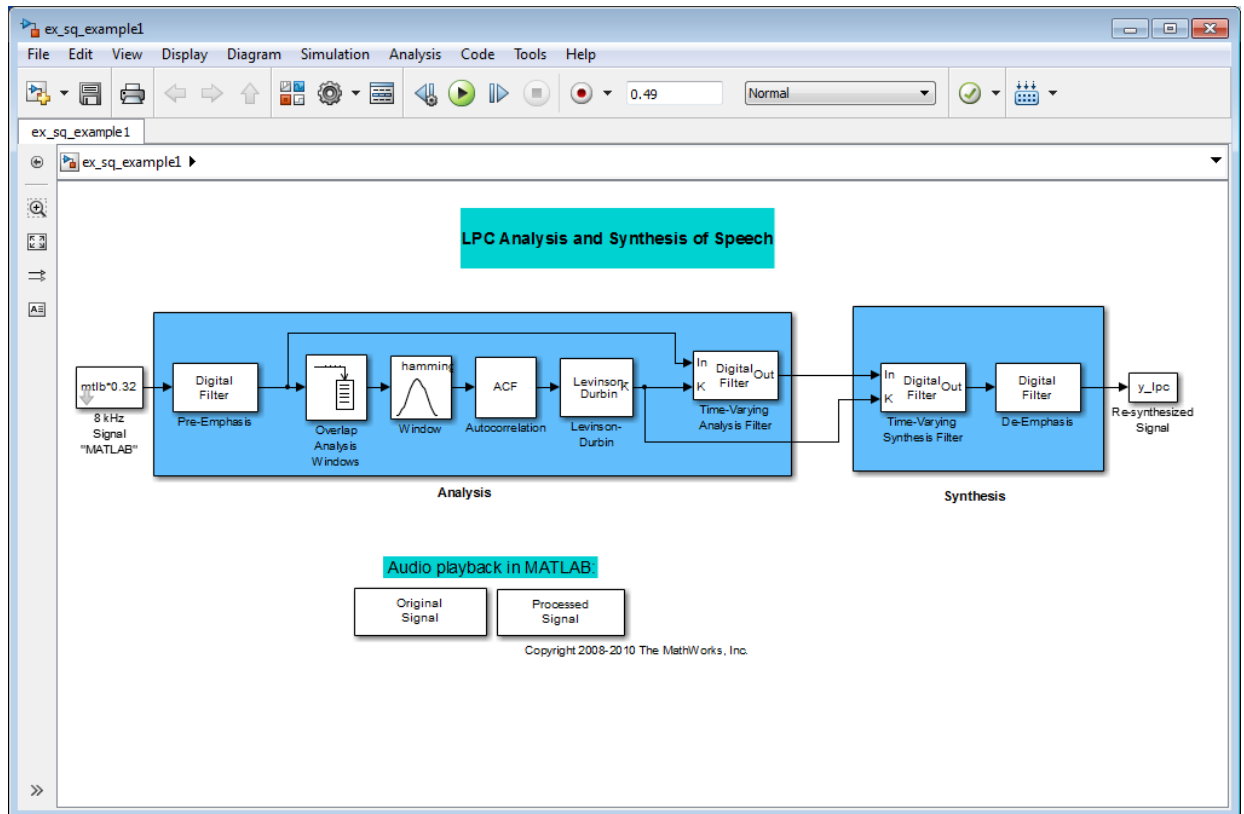 ex_sq_example1
File Edit View Display Diagram Simulation Analysis Code Tools Help
0.49 Normal
ex_sq_example1
ex_sq_example1
LPC Analysis and Synthesis of Speech
mtlb*0.32
8 kHz
Signal
"MATLAB"
Digital
Filter
Pre-Emphasis
Overlap
Analysis
Windows
hamming
Window
ACF
Autocorrelation
Levinson
Durbin
K
Levinson-
Durbin
In
K
Digital
Filter
Out
Time-Varying
Analysis Filter
Analysis
In
K
Digital
Filter
Out
Time-Varying
Synthesis Filter
Digital
Filter
De-Emphasis
Synthesis
y_lpc
Re-synthesized
Signal
Audio playback in MATLAB:
Original
Signal
Processed
Signal
Copyright 2008-2010 The MathWorks, Inc.